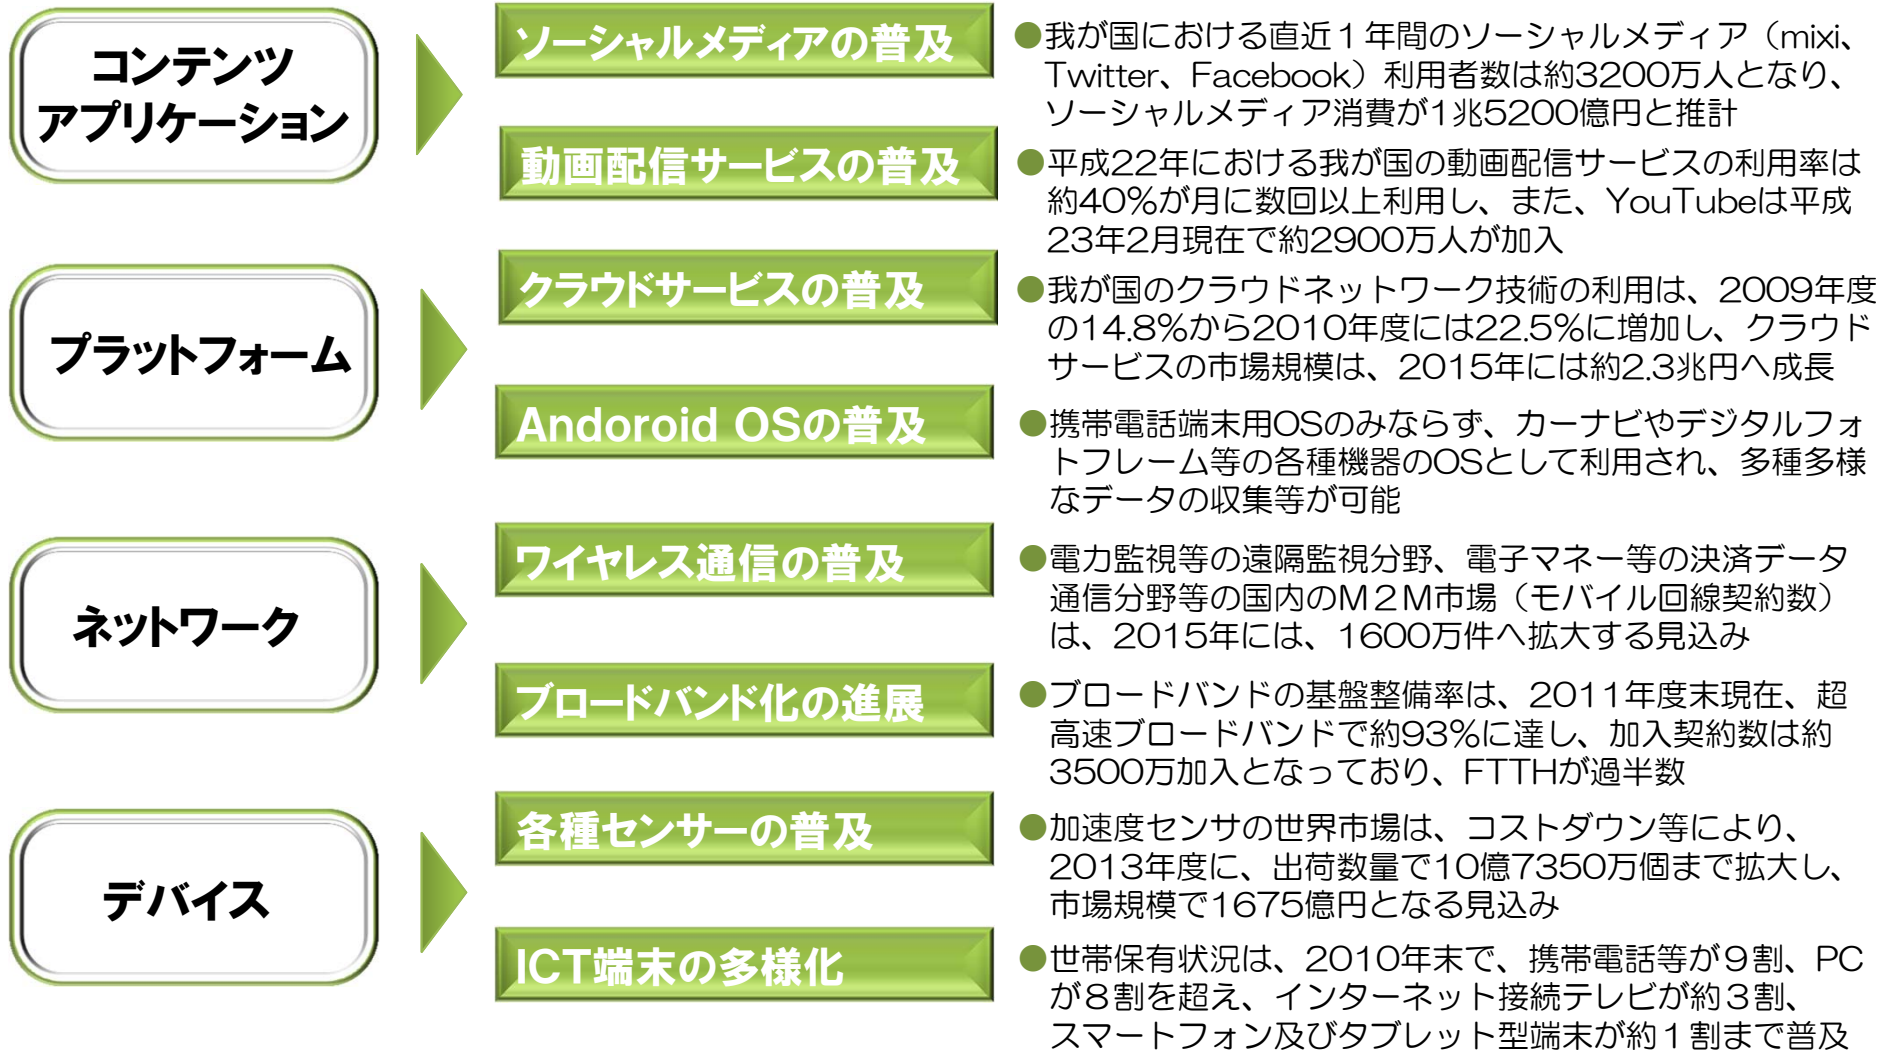 コンテンツ
アプリケーション
ソーシャルメディアの普及
●我が国における直近１年間のソーシャルメディア（mixi、
Twitter、Facebook）利用者数は約3200万人となり、
ソーシャルメディア消費が1兆5200億円と推計
動画配信サービスの普及
●平成22年における我が国の動画配信サービスの利用率は
約40%が月に数回以上利用し、また、YouTubeは平成
23年2月現在で約2900万人が加入
プラットフォーム
クラウドサービスの普及
●我が国のクラウドネットワーク技術の利用は、2009年度
の14.8%から2010年度には22.5%に増加し、クラウド
サービスの市場規模は、2015年には約2.3兆円へ成長
Andoroid OSの普及
●携帯電話端末用OSのみならず、カーナビやデジタルフォ
トフレーム等の各種機器のOSとして利用され、多種多様
なデータの収集等が可能
ネットワーク
ワイヤレス通信の普及
●電力監視等の遠隔監視分野、電子マネー等の決済データ
通信分野等の国内のＭ２Ｍ市場（モバイル回線契約数）
は、2015年には、1600万件へ拡大する見込み
ブロードバンド化の進展
●ブロードバンドの基盤整備率は、2011年度末現在、超
高速ブロードバンドで約93%に達し、加入契約数は約
3500万加入となっており、FTTHが過半数
デバイス
各種センサーの普及
●加速度センサの世界市場は、コストダウン等により、
2013年度に、出荷数量で10億7350万個まで拡大し、
市場規模で1675億円となる見込み
ICT端末の多様化
●世帯保有状況は、2010年末で、携帯電話等が９割、PC
が８割を超え、インターネット接続テレビが約３割、
スマートフォン及びタブレット型端末が約１割まで普及